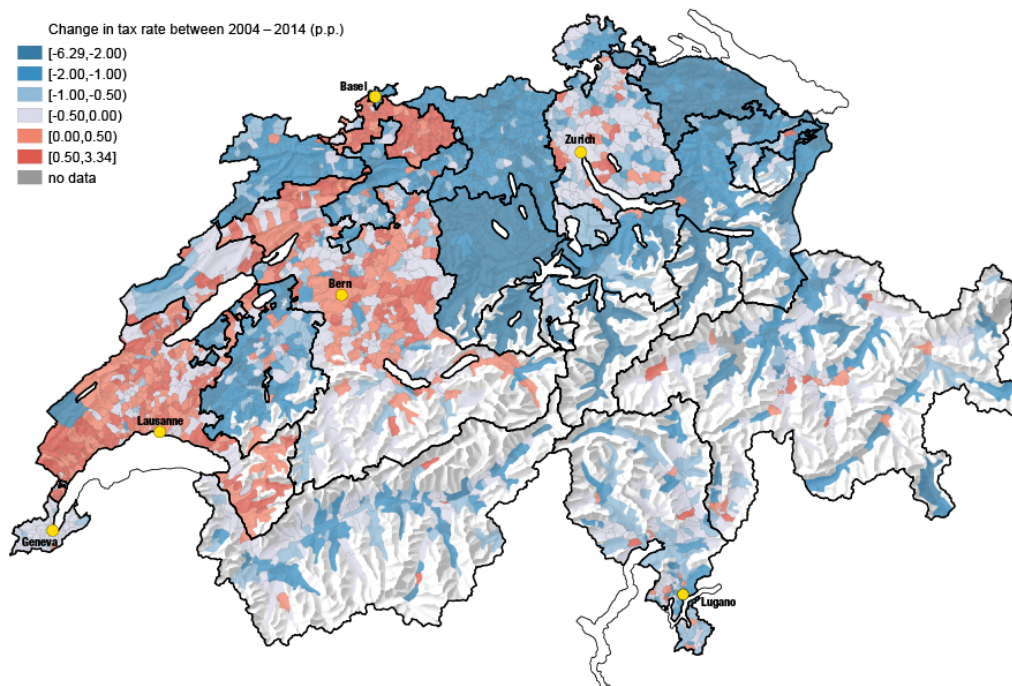 Change in tax rate between 2004 – 2014 (p.p.)
[-6.29,-2.00)
[-2.00,-1.00)
[-1.00,-0.50)
[-0.50,0.00)
[0.00,0.50)
[0.50,3.34]
no data
Basel
Zurich
Bern
Lausanne
Geneva
Lugano